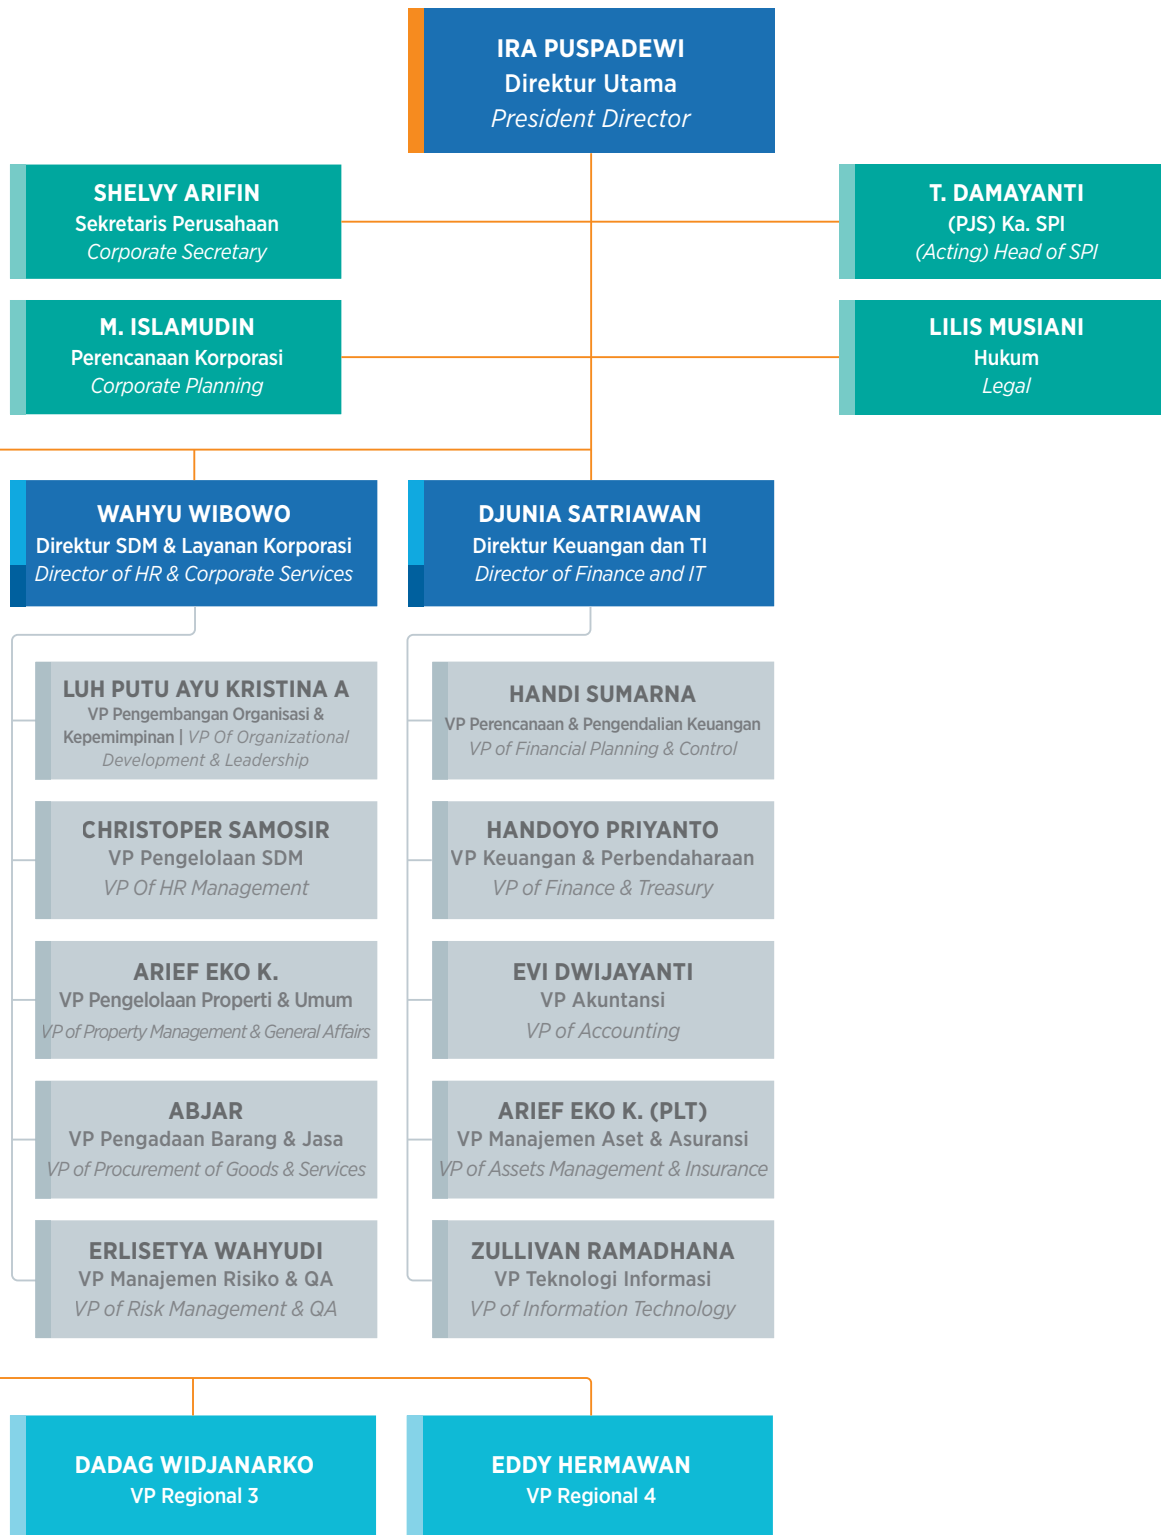 IRA PUSPADEWI
Direktur Utama
President Director
SHELVY ARIFIN
Sekretaris Perusahaan
Corporate Secretary
T. DAMAYANTI
(PJS) Ka. SPI
(Acting) Head of SPI
M. ISLAMUDIN
Perencanaan Korporasi
Corporate Planning
LILIS MUSIANI
Hukum
Legal
WAHYU WIBOWO
Direktur SDM & Layanan Korporasi
Director of HR & Corporate Services
DJUNIA SATRIAWAN
Direktur Keuangan dan TI
Director of Finance and IT
LUH PUTU AYU KRISTINA A
VP Pengembangan Organisasi &
Kepemimpinan | VP Of Organizational
Development & Leadership
HANDI SUMARNA
VP Perencanaan & Pengendalian Keuangan
VP of Financial Planning & Control
CHRISTOPER SAMOSIR
VP Pengelolaan SDM
VP Of HR Management
HANDOYO PRIYANTO
VP Keuangan & Perbendaharaan
VP of Finance & Treasury
ARIEF EKO K.
VP Pengelolaan Properti & Umum
VP of Property Management & General Affairs
EVI DWIJAYANTI
VP Akuntansi
VP of Accounting
ABJAR
VP Pengadaan Barang & Jasa
VP of Procurement of Goods & Services
ARIEF EKO K. (PLT)
VP Manajemen Aset & Asuransi
VP of Assets Management & Insurance
ERLISETYA WAHYUDI
VP Manajemen Risiko & QA
VP of Risk Management & QA
ZULLIVAN RAMADHANA
VP Teknologi Informasi
VP of Information Technology
DADAG WIDJANARKO
VP Regional 3
EDDY HERMAWAN
VP Regional 4